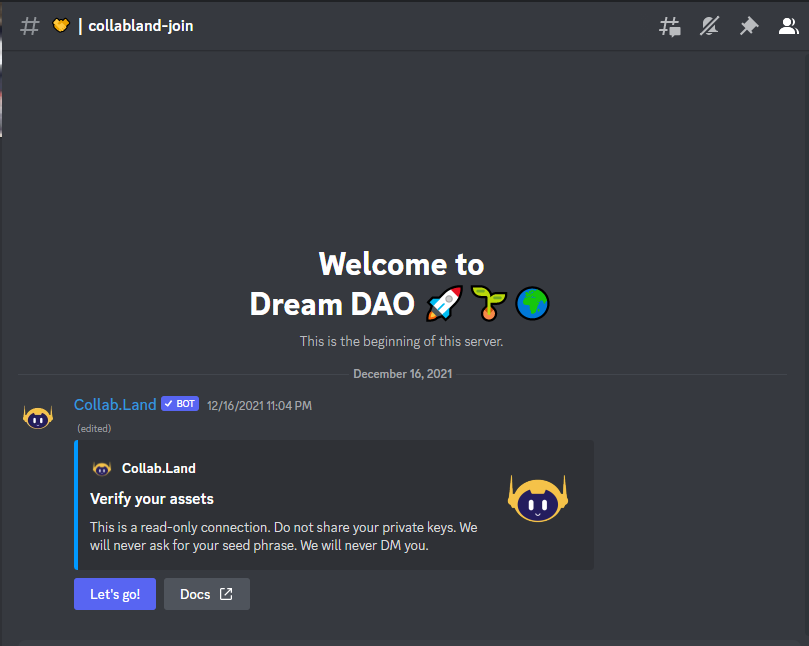 # 🤝 | collabland-join
Welcome to
Dream DAO 🚀🌱🌍
This is the beginning of this server.
December 16, 2021
Collab.Land ✓ BOT 12/16/2021 11:04 PM
(edited)
Collab.Land
Verify your assets
This is a read-only connection. Do not share your private keys. We
will never ask for your seed phrase. We will never DM you.
Let's go! Docs